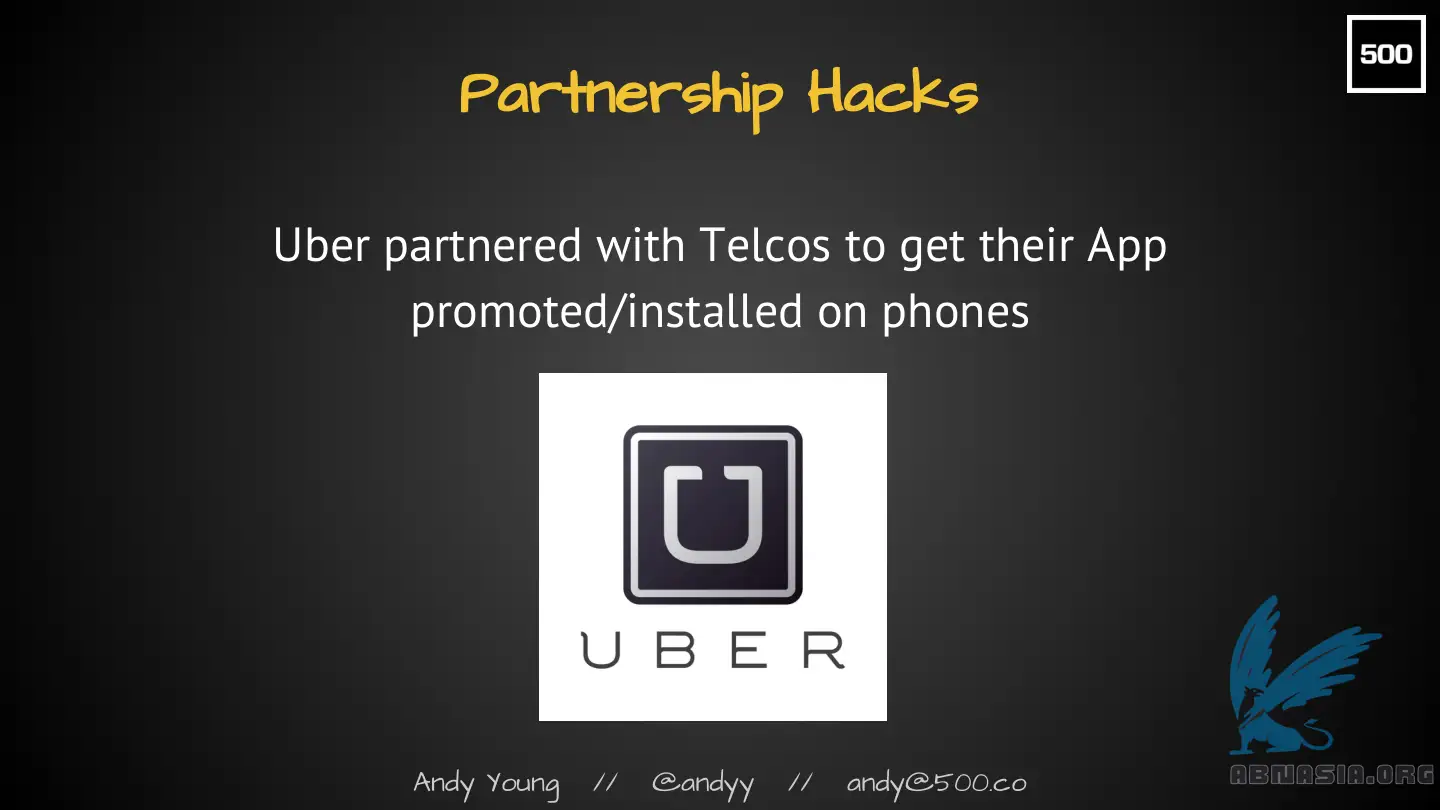 500
Partnership Hacks
Uber partnered with Telcos to get their App
promoted/installed on phones
U
UBER
Andy Young // @andyy // andy@500.co
ABNASIA.ORG